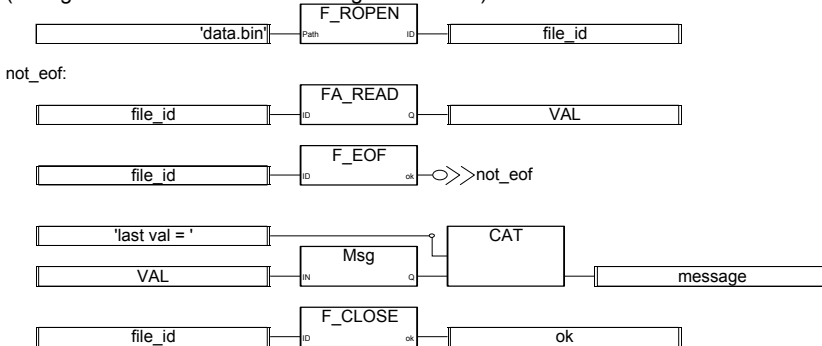 F_ROPEN
'data.bin' Path ID file_id
not_eof:
FA_READ
file_id ID Q VAL
F_EOF
file_id ID ok not_eof
'last val = ' CAT
Msg
VAL IN Q message
F_CLOSE
file_id ID ok ok